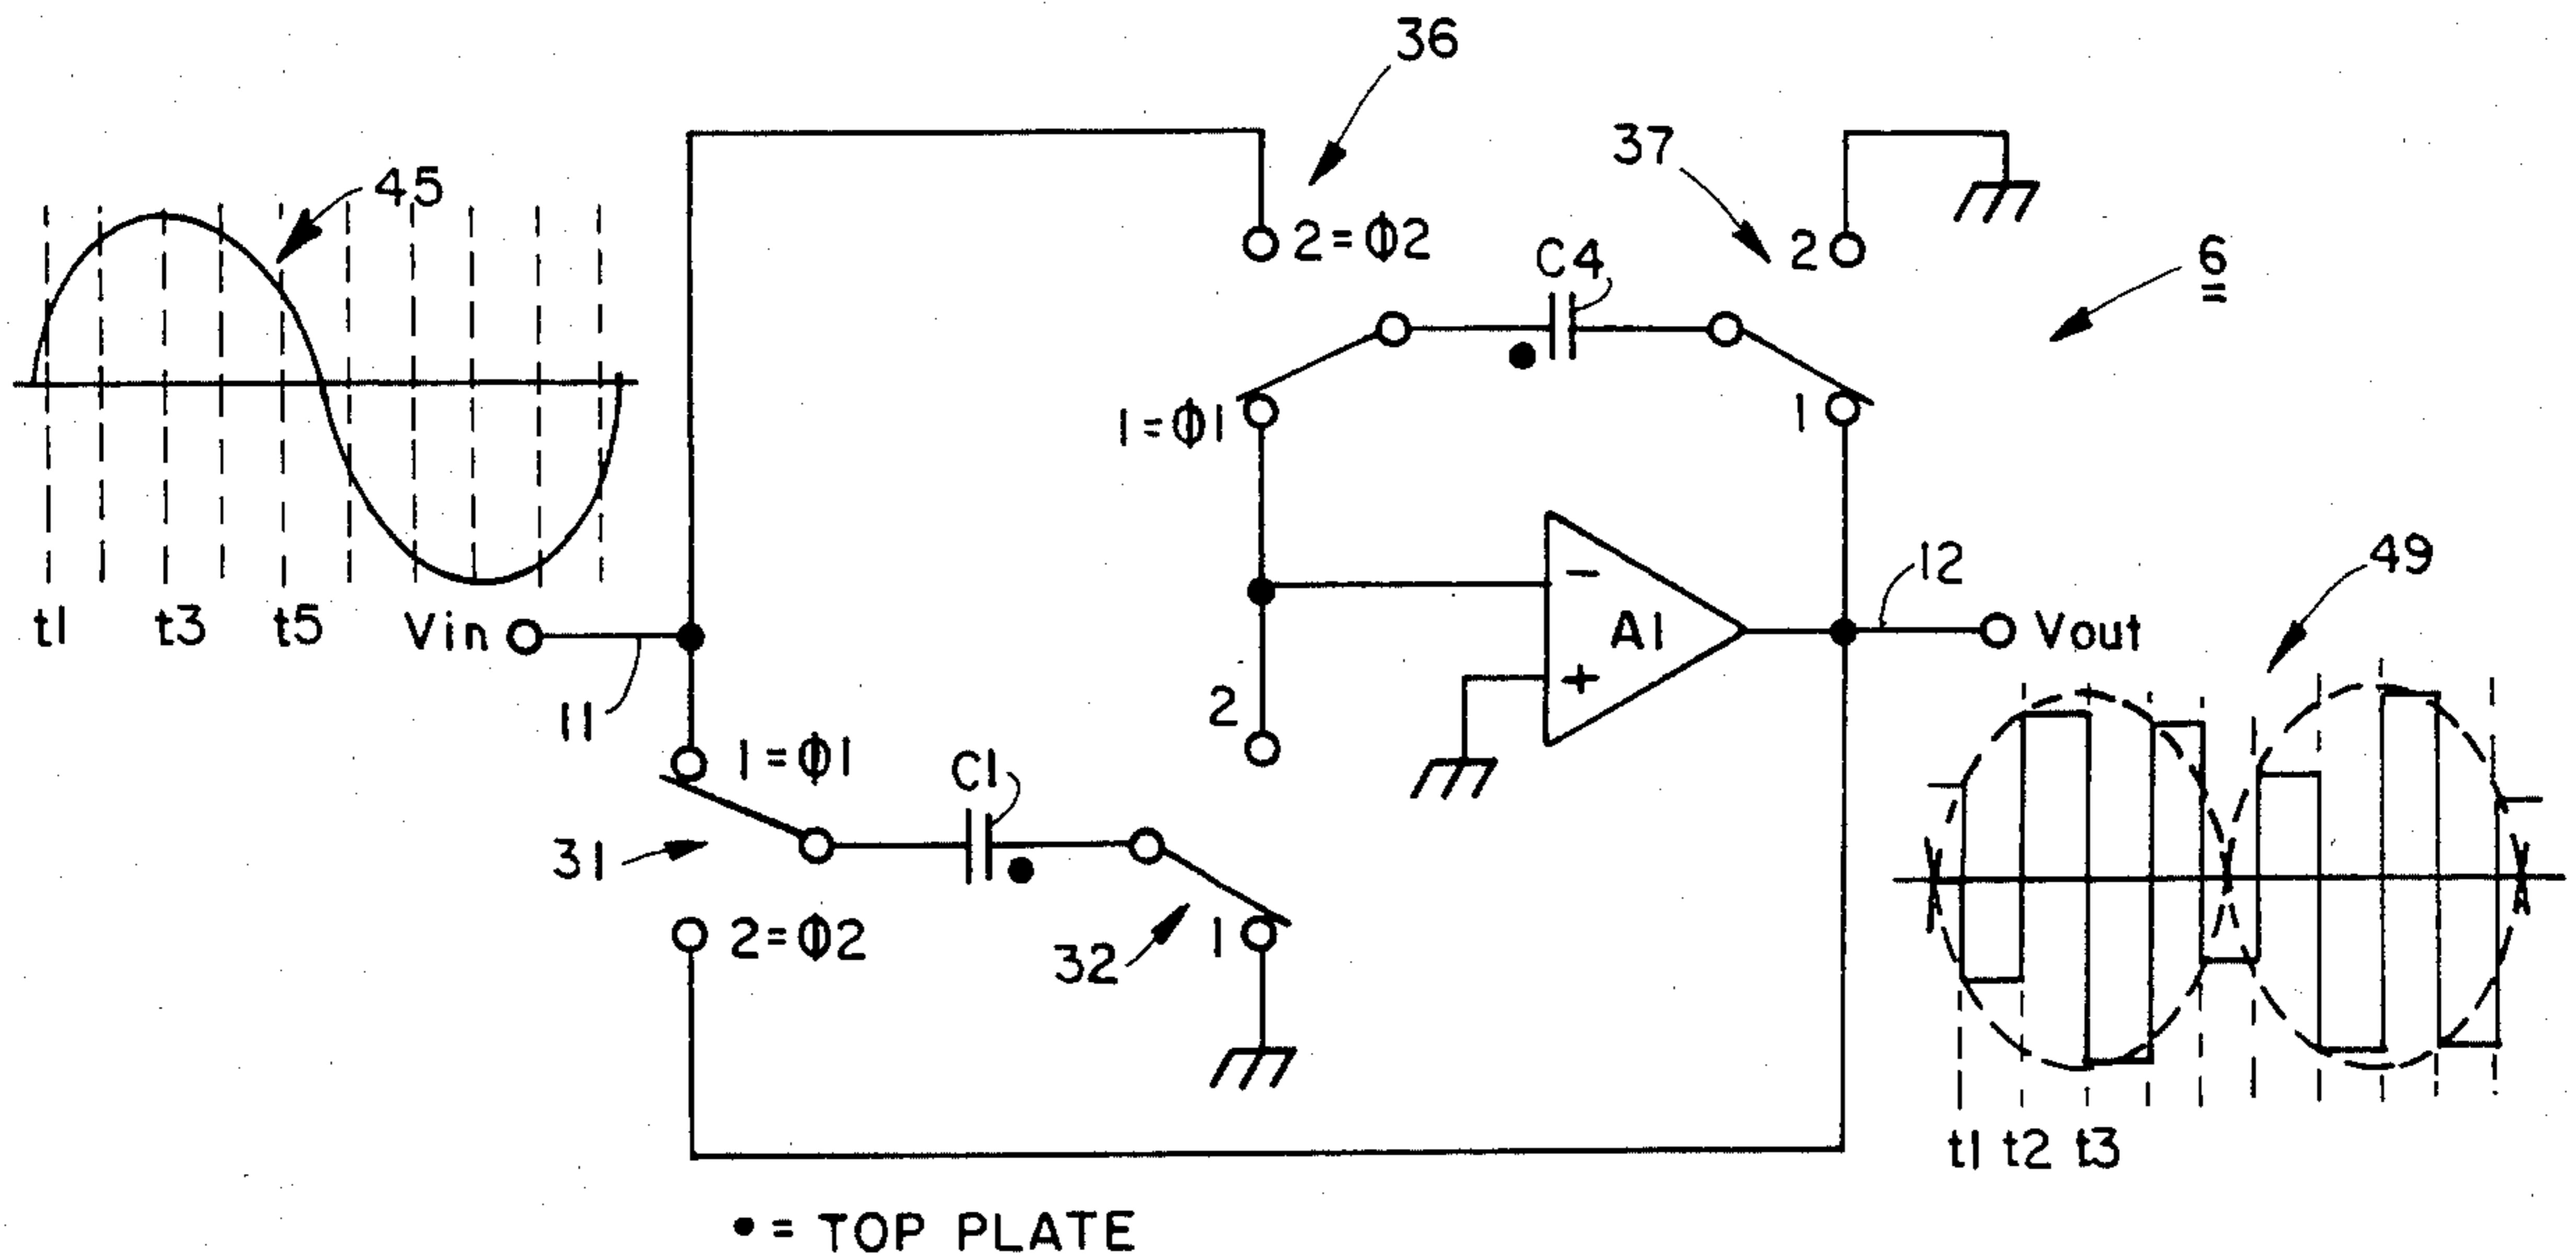 36
45
37
2=Φ2
C4
2
6
1=Φ1
1
t1 t3 t5
Vin
11
A1
-
+
12
Vout
49
2
1=Φ1
C1
31
2=Φ2
32
1
t1 t2 t3
• = TOP PLATE